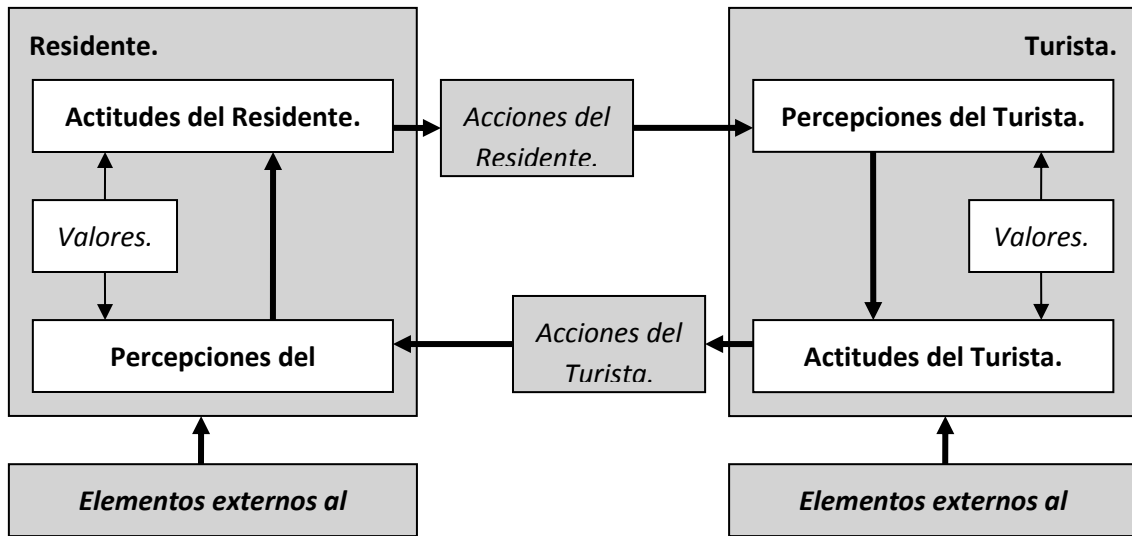 Residente.
Turista.
Actitudes del Residente.
Acciones del
Residente.
Percepciones del Turista.
Valores.
Valores.
Percepciones del
Acciones del
Turista.
Actitudes del Turista.
Elementos externos al
Elementos externos al